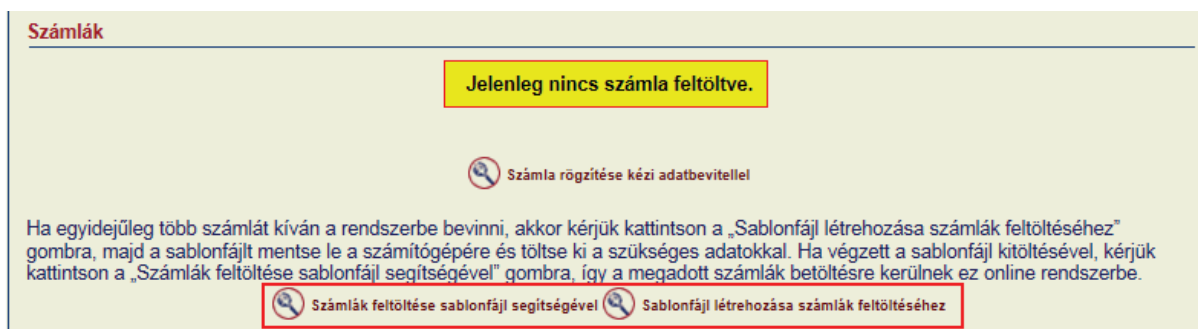 Számlák
Jelenleg nincs számla feltöltve.
Számla rögzítése kézi adatbevitellel
Ha egyidejűleg több számlát kíván a rendszerbe bevinni, akkor kérjük kattintson a „Sablonfájl létrehozása számlák feltöltéséhez”
gombra, majd a sablonfájlt mentse le a számítógépére és töltse ki a szükséges adatokkal. Ha végzett a sablonfájl kitöltésével, kérjük
kattintson a „Számlák feltöltése sablonfájl segítségével” gombra, így a megadott számlák betöltésre kerülnek ez online rendszerbe.
Számlák feltöltése sablonfájl segítségével Sablonfájl létrehozása számlák feltöltéséhez